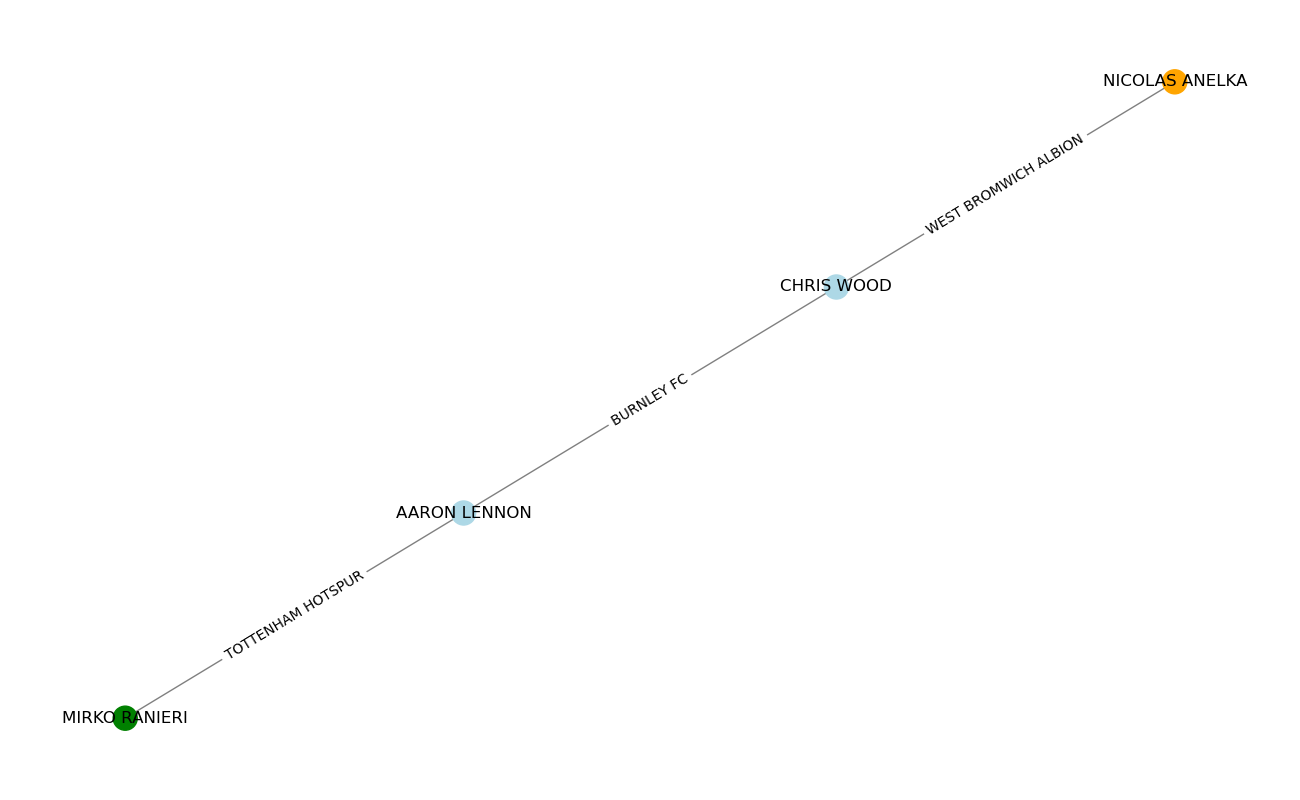 NICOLAS ANELKA
WEST BROMWICH ALBION
CHRIS WOOD
BURNLEY FC
AARON LENNON
TOTTENHAM HOTSPUR
MIRKO RANIERI